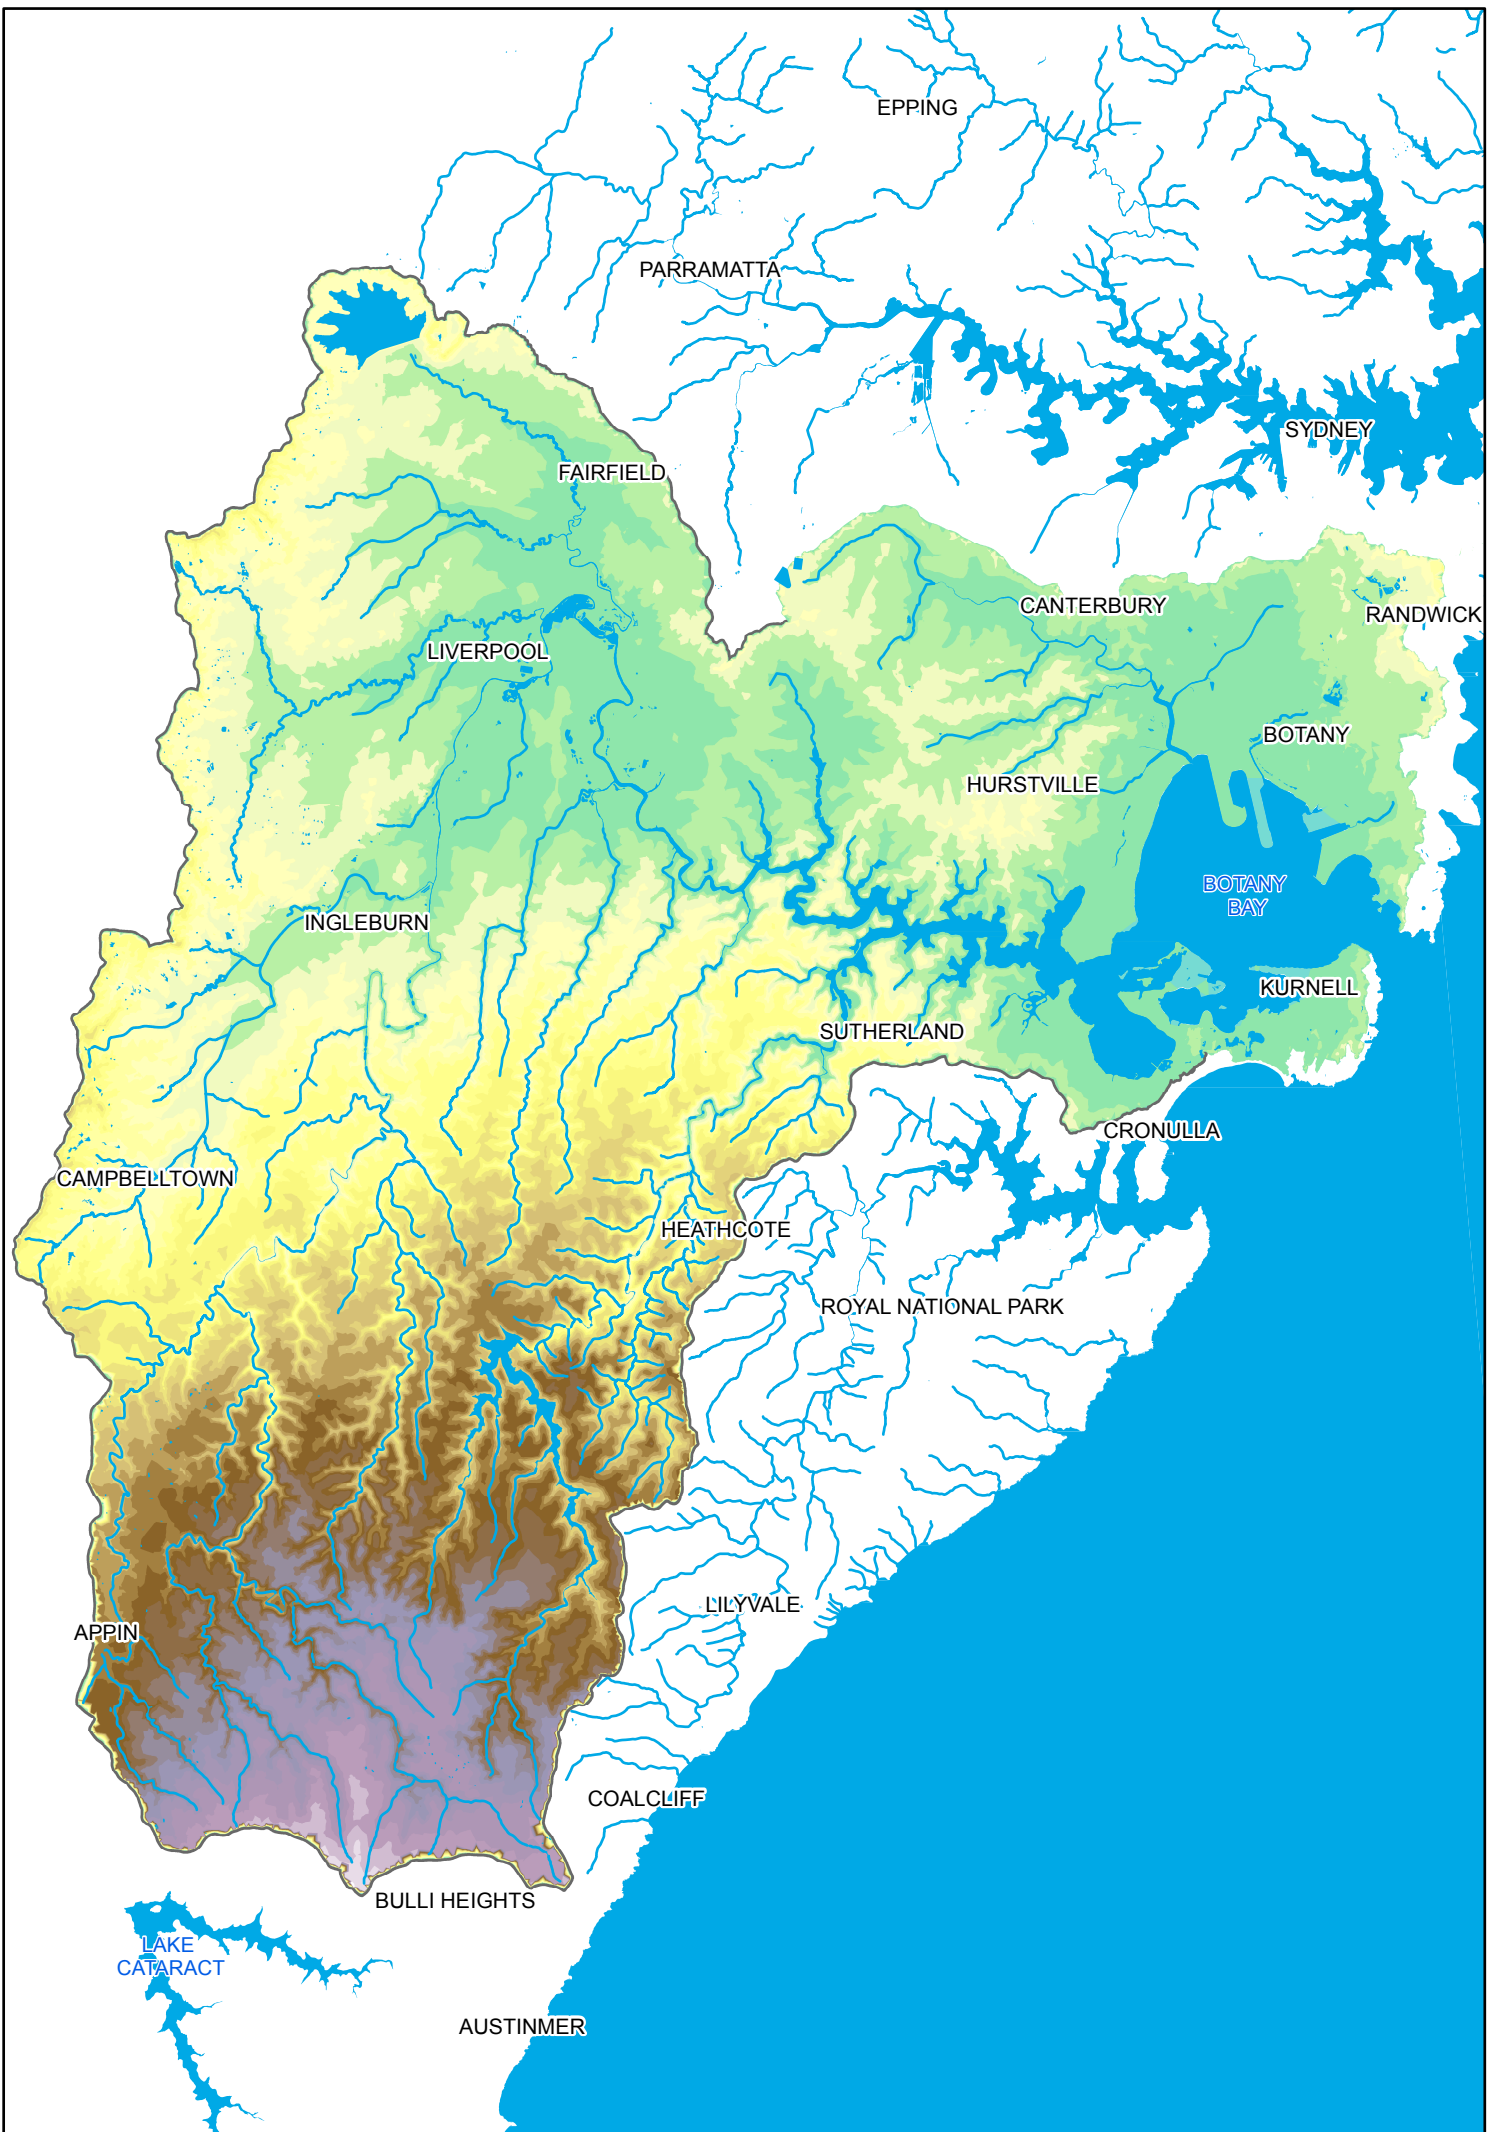 EPPING
PARRAMATTA
SYDNEY
FAIRFIELD
CANTERBURY
RANDWICK
LIVERPOOL
BOTANY
HURSTVILLE
BOTANY
BAY
INGLEBURN
KURNELL
SUTHERLAND
CRONULLA
CAMPBELLTOWN
HEATHCOTE
ROYAL NATIONAL PARK
LILYVALE
APPIN
COALCLIFF
BULLI HEIGHTS
LAKE
CATARACT
AUSTINMER